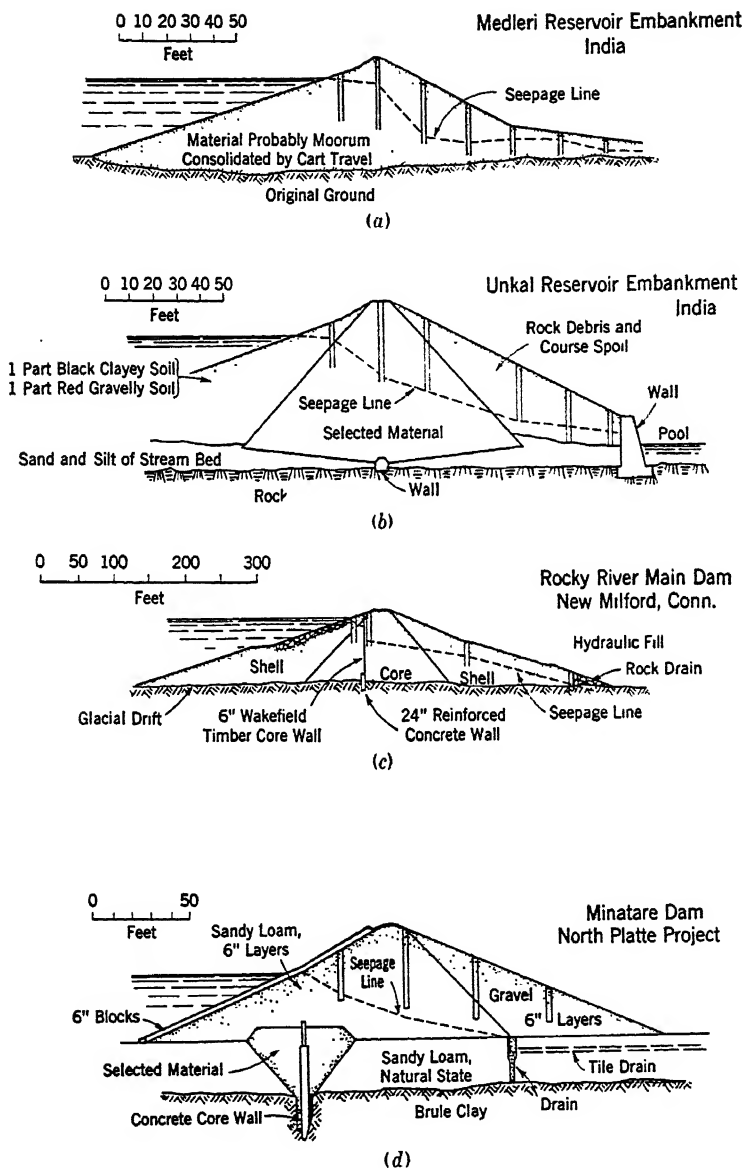 0 10 20 30 40 50
Feet
Medleri Reservoir Embankment
India
Seepage Line
Material Probably Moorum
Consolidated by Cart Travel
Original Ground
(a)
0 10 20 30 40 50
Feet
Unkal Reservoir Embankment
India
Rock Debris and
Course Spoil
1 Part Black Clayey Soil
1 Part Red Gravelly Soil
Wall
Seepage Line
Selected Material
Pool
Sand and Silt of Stream Bed
Rock
Wall
(b)
0 50 100 200 300
Feet
Rocky River Main Dam
New Milford, Conn.
Hydraulic Fill
Rock Drain
Shell
Core
Shell
Glacial Drift
6" Wakefield
Timber Core Wall
24" Reinforced
Concrete Wall
Seepage Line
(c)
0 50
Feet
Minatare Dam
North Platte Project
Sandy Loam,
6" Layers
Seepage
Line
Gravel
6" Layers
6" Blocks
Selected Material
Sandy Loam,
Natural State
Tile Drain
Drain
Concrete Core Wall
Brule Clay
(d)